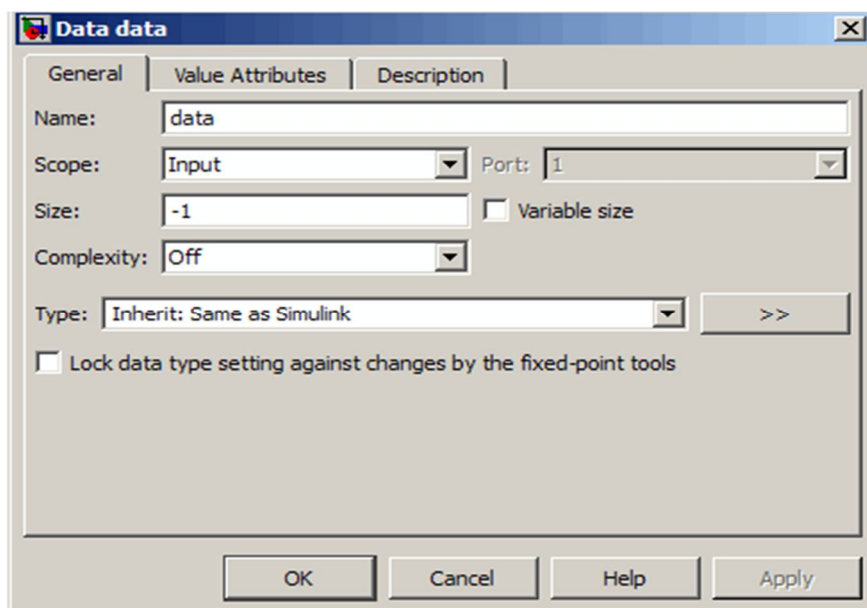 Data data
General Value Attributes Description
Name: data
Scope: Input Port: 1
Size: -1 Variable size
Complexity: Off
Type: Inherit: Same as Simulink >>
Lock data type setting against changes by the fixed-point tools
OK Cancel Help Apply